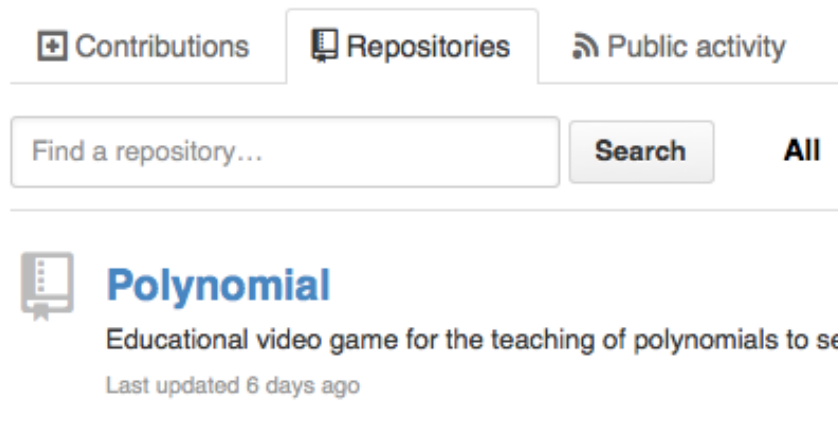 Contributions Repositories Public activity
Find a repository... Search All
Polynomial
Educational video game for the teaching of polynomials to se
Last updated 6 days ago